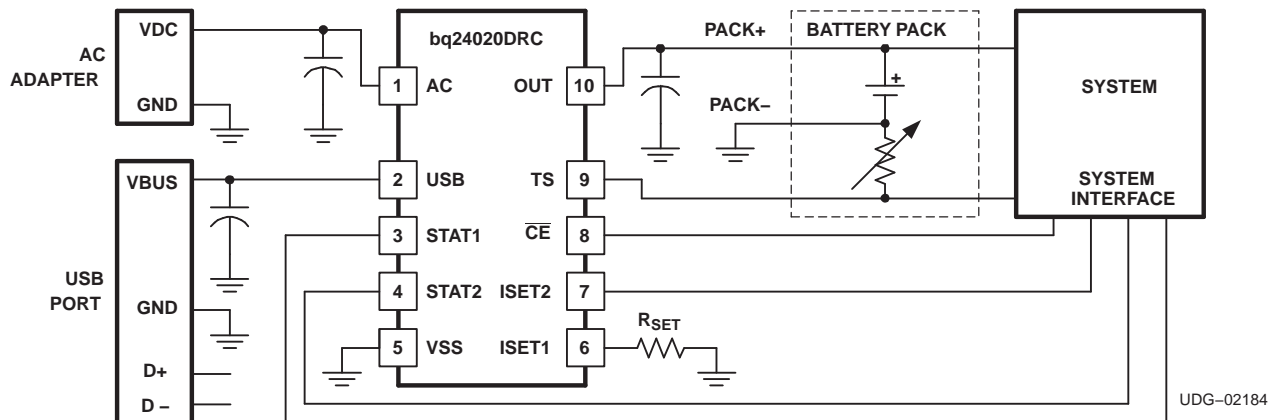 AC
ADAPTER
VDC
GND
USB
PORT
VBUS
GND
D+
D –
bq24020DRC
1 AC
2 USB
3 STAT1
4 STAT2
5 VSS
OUT 10
TS 9
CE 8
ISET2 7
ISET1 6
RSET
PACK+
PACK–
BATTERY PACK
+
SYSTEM
SYSTEM
INTERFACE
UDG–02184